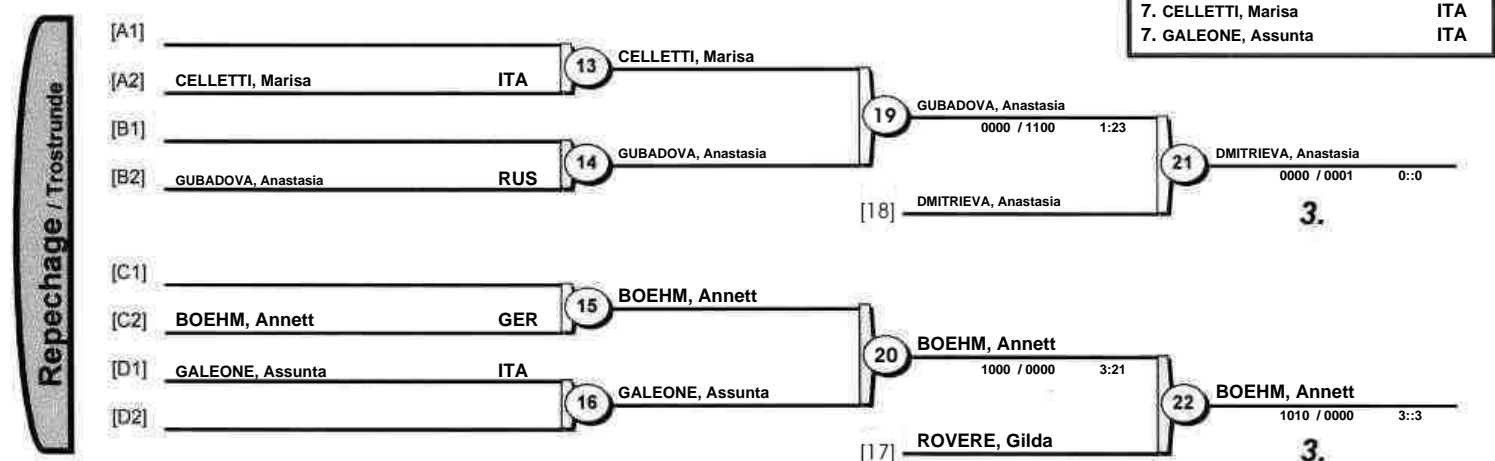 7. CELLETTI, Marisa ITA
7. GALEONE, Assunta ITA
Repechage / Trostrunde
[A1]
[A2] CELLETTI, Marisa ITA
13 CELLETTI, Marisa
[B1]
[B2] GUBADOVA, Anastasia RUS
14 GUBADOVA, Anastasia
19 GUBADOVA, Anastasia
0000 / 1100 1:23
[18] DMITRIEVA, Anastasia
21 DMITRIEVA, Anastasia
0000 / 0001 0::0
3.
[C1]
[C2] BOEHM, Annett GER
15 BOEHM, Annett
[D1] GALEONE, Assunta ITA
[D2]
16 GALEONE, Assunta
20 BOEHM, Annett
1000 / 0000 3:21
[17] ROVERE, Gilda
22 BOEHM, Annett
1010 / 0000 3::3
3.